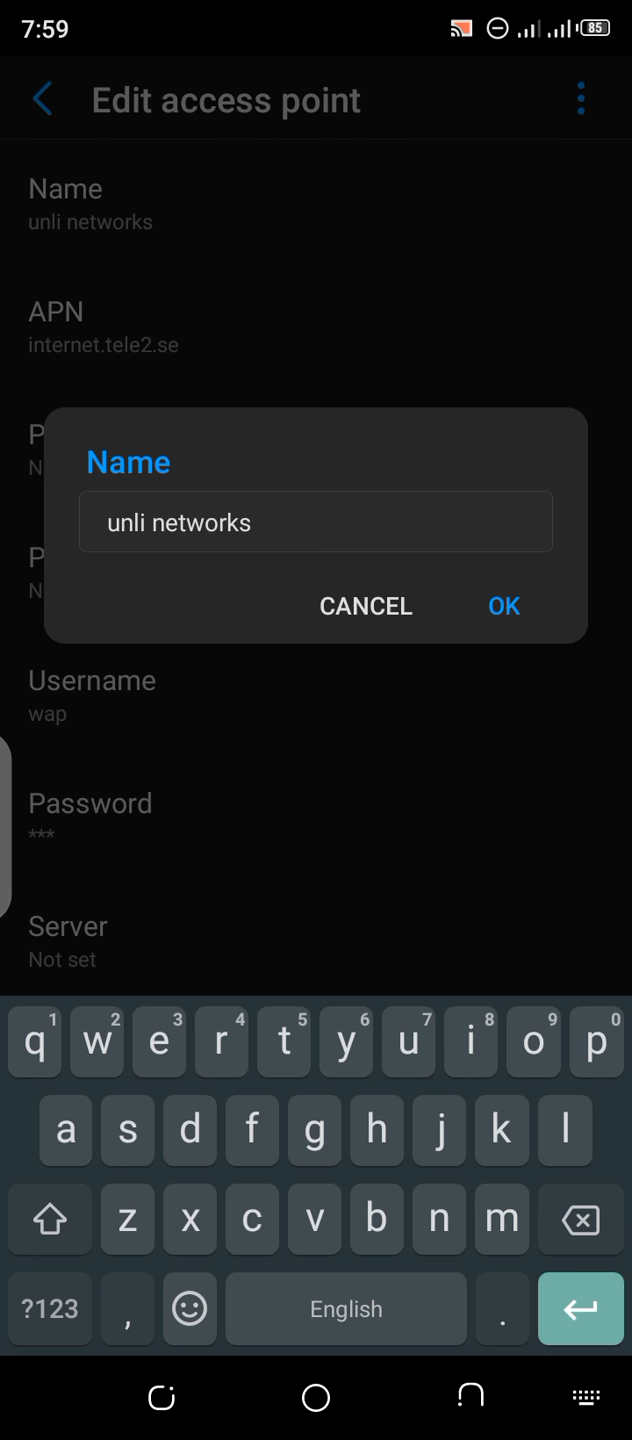 7:59
85
Edit access point
Name
unli networks
APN
internet.tele2.se
P
N
Name
unli networks
P
N
CANCEL
OK
Username
wap
Password
***
Server
Not set
q1 w2 e3 r4 t5 y6 u7 i8 o9 p0
a s d f g h j k l
z x c v b n m
?123 , English .